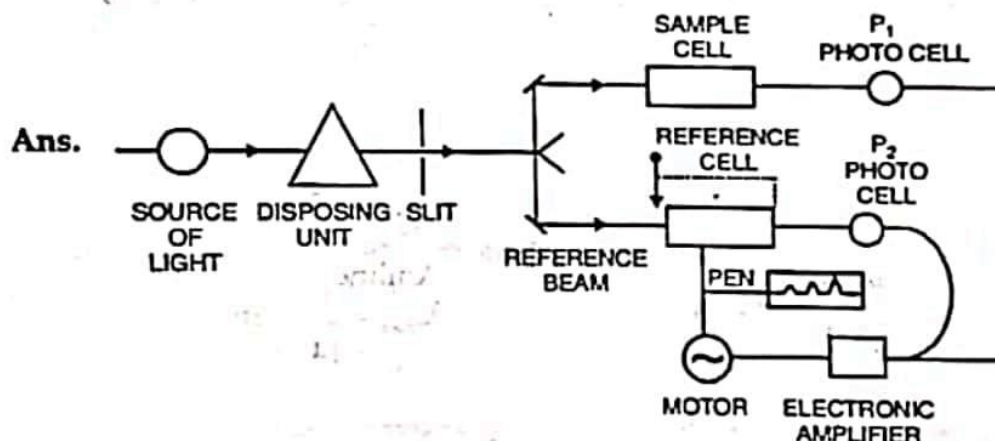 SAMPLE
CELL
P₁
PHOTO CELL
Ans.
SOURCE
OF
LIGHT
DISPOSING
UNIT
SLIT
REFERENCE
CELL
P₂
PHOTO
CELL
REFERENCE
BEAM
PEN
MOTOR
ELECTRONIC
AMPLIFIER